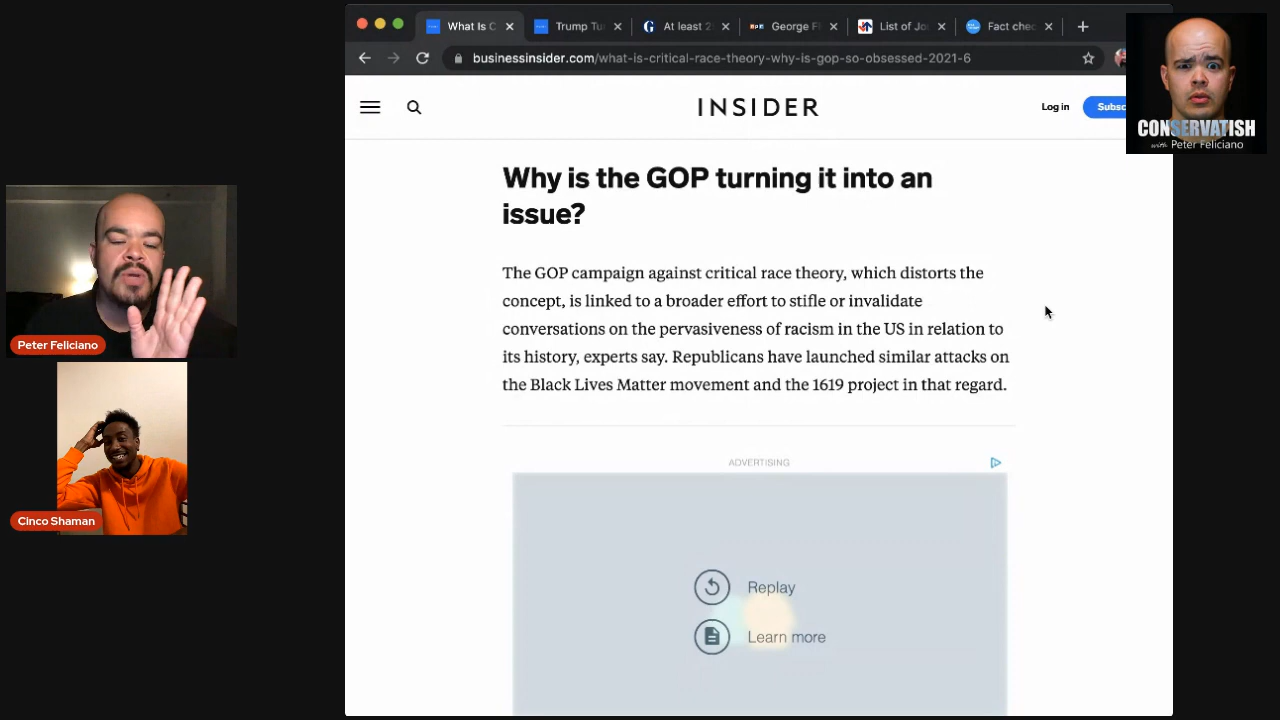 What Is C
Trump Tu
At least 2
George Fl
List of Jo
Fact chec
businessinsider.com/what-is-critical-race-theory-why-is-gop-so-obsessed-2021-6
INSIDER
Log in
Subsc
CONSERVATISH
with Peter Feliciano
Why is the GOP turning it into an
issue?
The GOP campaign against critical race theory, which distorts the
concept, is linked to a broader effort to stifle or invalidate
conversations on the pervasiveness of racism in the US in relation to
its history, experts say. Republicans have launched similar attacks on
the Black Lives Matter movement and the 1619 project in that regard.
ADVERTISING
Replay
Learn more
Peter Feliciano
Cinco Shaman